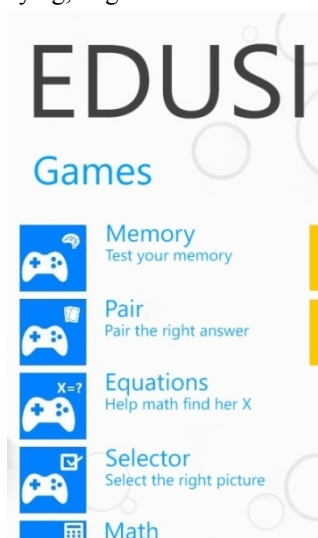 EDUSI
Games
Memory
Test your memory
Pair
Pair the right answer
X=?
Equations
Help math find her X
Selector
Select the right picture
Math